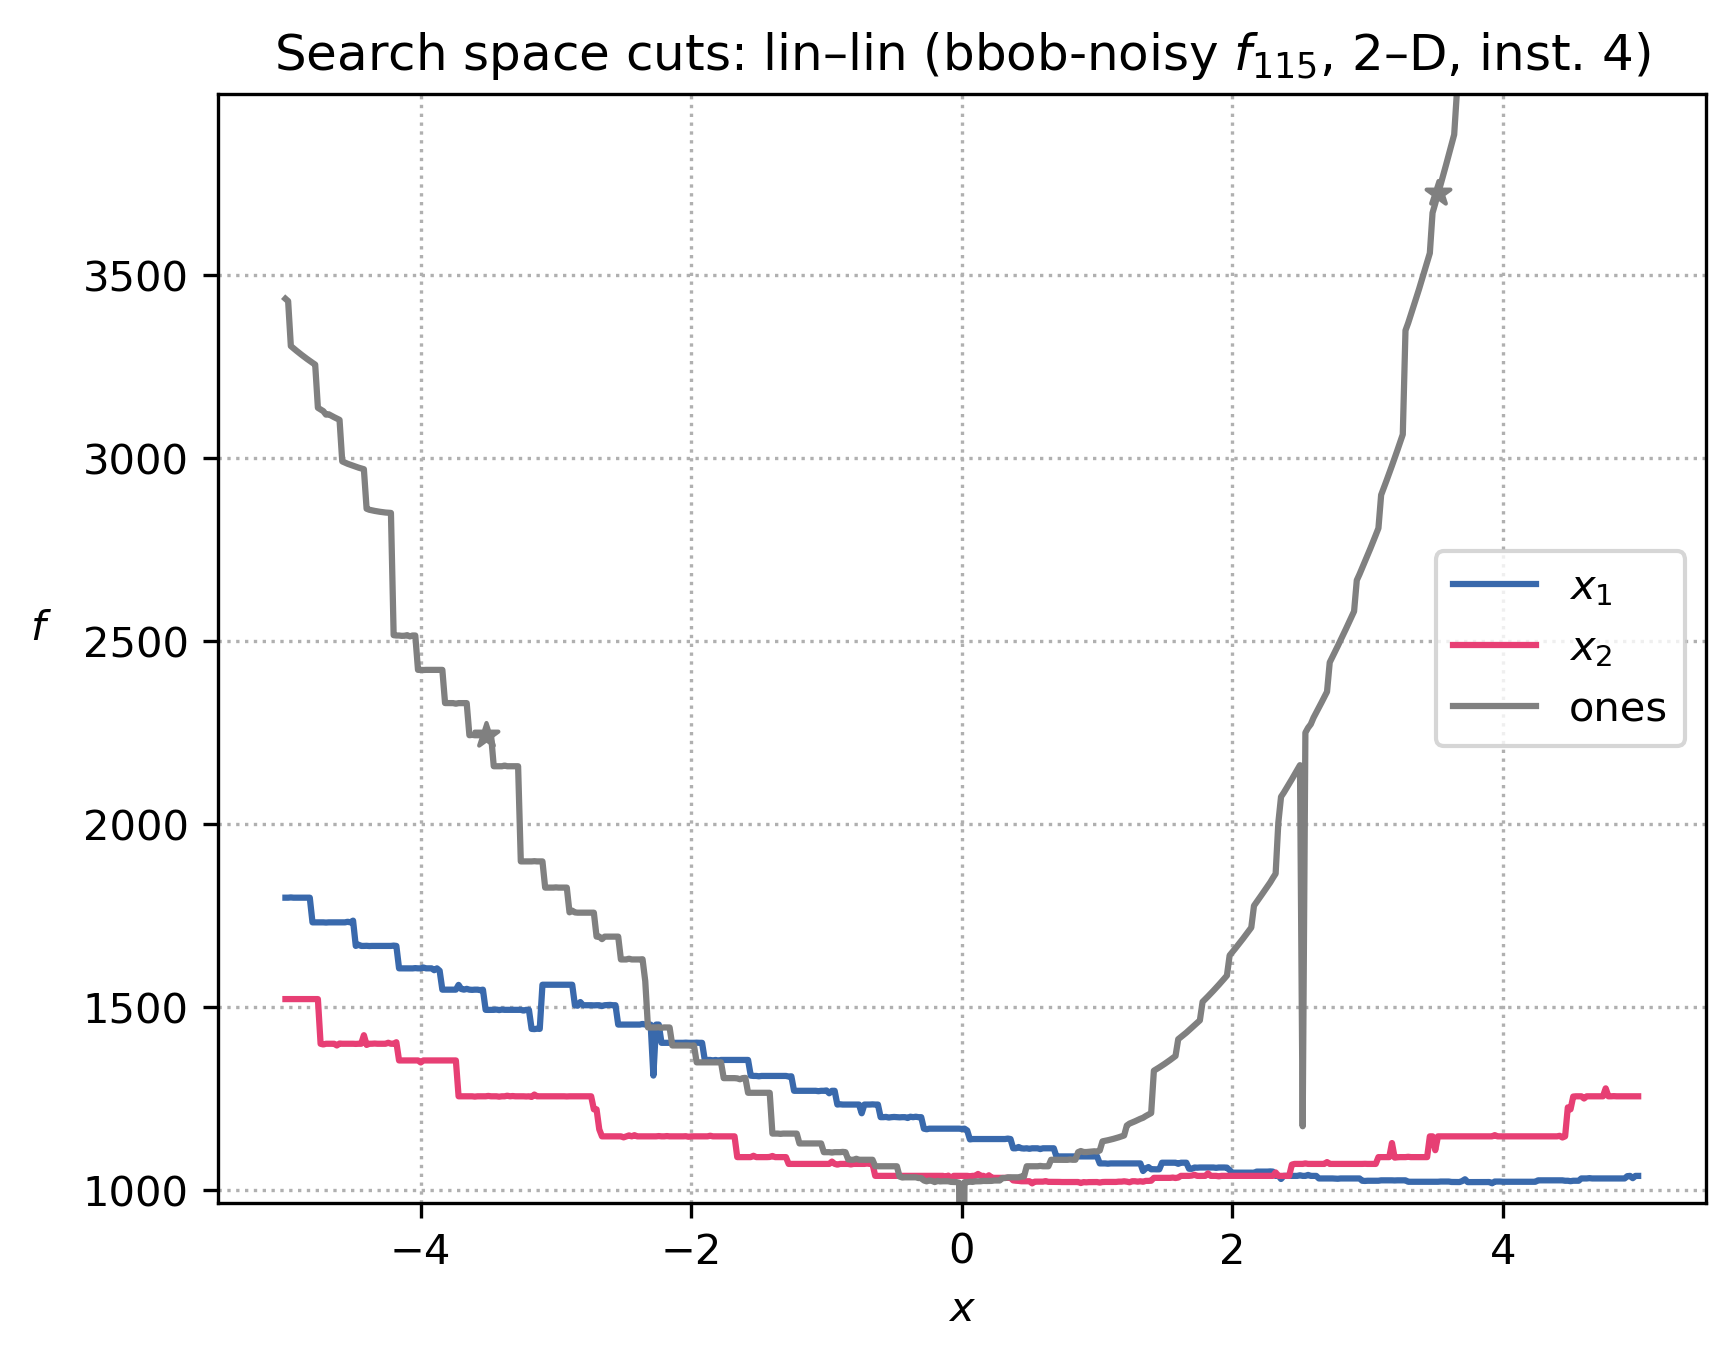 Search space cuts: lin–lin (bbob-noisy f₁₁₅, 2–D, inst. 4)
3500
3000
2500
2000
1500
1000
f
x₁
x₂
ones
−4
−2
0
2
4
x